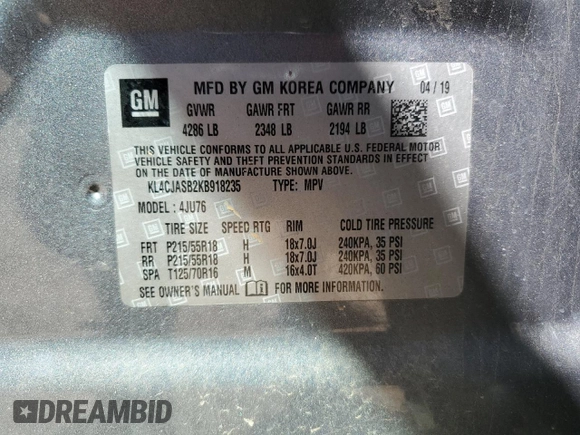 GM
MFD BY GM KOREA COMPANY 04 / 19
GVWR GAWR FRT GAWR RR
4286 LB 2348 LB 2194 LB
THIS VEHICLE CONFORMS TO ALL APPLICABLE U.S. FEDERAL MOTOR
VEHICLE SAFETY, BUMPER, AND THEFT PREVENTION STANDARDS IN EFFECT
ON THE DATE OF MANUFACTURE SHOWN ABOVE.
KL4CJASB2KB918235 TYPE: MPV
MODEL : 4JU76
TIRE SIZE SPEED RTG RIM COLD TIRE PRESSURE
FRT P215/55R18 H 18x7.0J 240KPA, 35 PSI
RR P215/55R18 H 18x7.0J 240KPA, 35 PSI
SPA T125/70R16 M 16x4.0T 420KPA, 60 PSI
SEE OWNER'S MANUAL FOR MORE INFORMATION.
DREAMBID